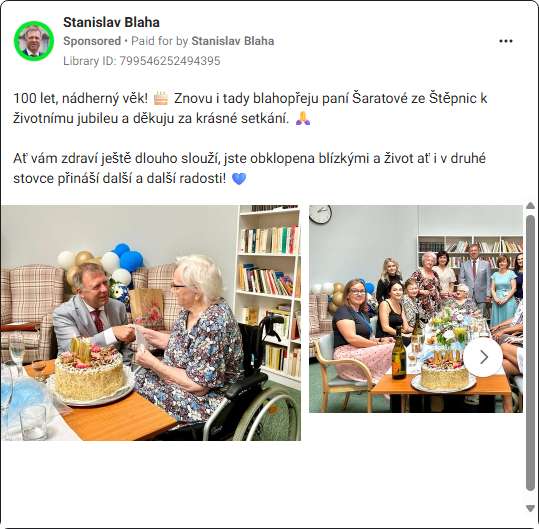 Stanislav Blaha
Sponsored • Paid for by Stanislav Blaha
Library ID: 799546252494395
100 let, nádherný věk! 🎂 Znovu i tady blahopřeju paní Šaratové ze Štěpnic k
životnímu jubileu a děkuju za krásné setkání. 🙏
Ať vám zdraví ještě dlouho slouží, jste obklopena blízkými a život ať i v druhé
stovce přináší další a další radosti! 💙